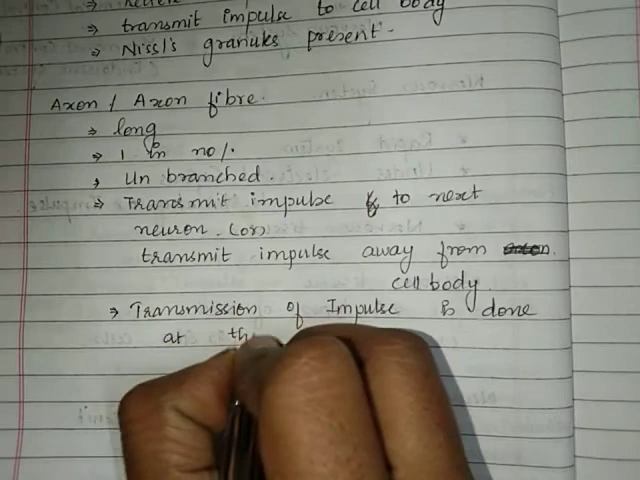 ⇒ transmit impulse to cell body
⇒ Nissl's granules present.
Axon / Axon fibre.
⇒ long
⇒ 1 in no/.
⇒ Un branched.
⇒ Transmit impulse to next
neuron. (or)
transmit impulse away from
cell body.
⇒ Transmission of Impulse is done
at th